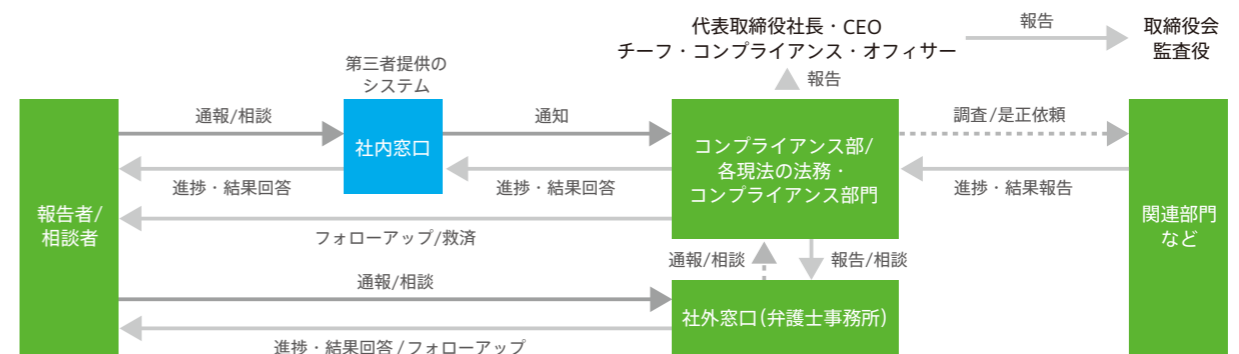 代表取締役社長・CEO
チーフ・コンプライアンス・オフィサー
報告
取締役会
監査役
第三者提供の
システム
報告
通報/相談
社内窓口
通知
コンプライアンス部/
各現法の法務・
コンプライアンス部門
調査/是正依頼
進捗・結果回答
進捗・結果回答
進捗・結果報告
報告者/
相談者
フォローアップ/救済
関連部門
など
通報/相談
報告/相談
通報/相談
社外窓口(弁護士事務所)
進捗・結果回答/フォローアップ